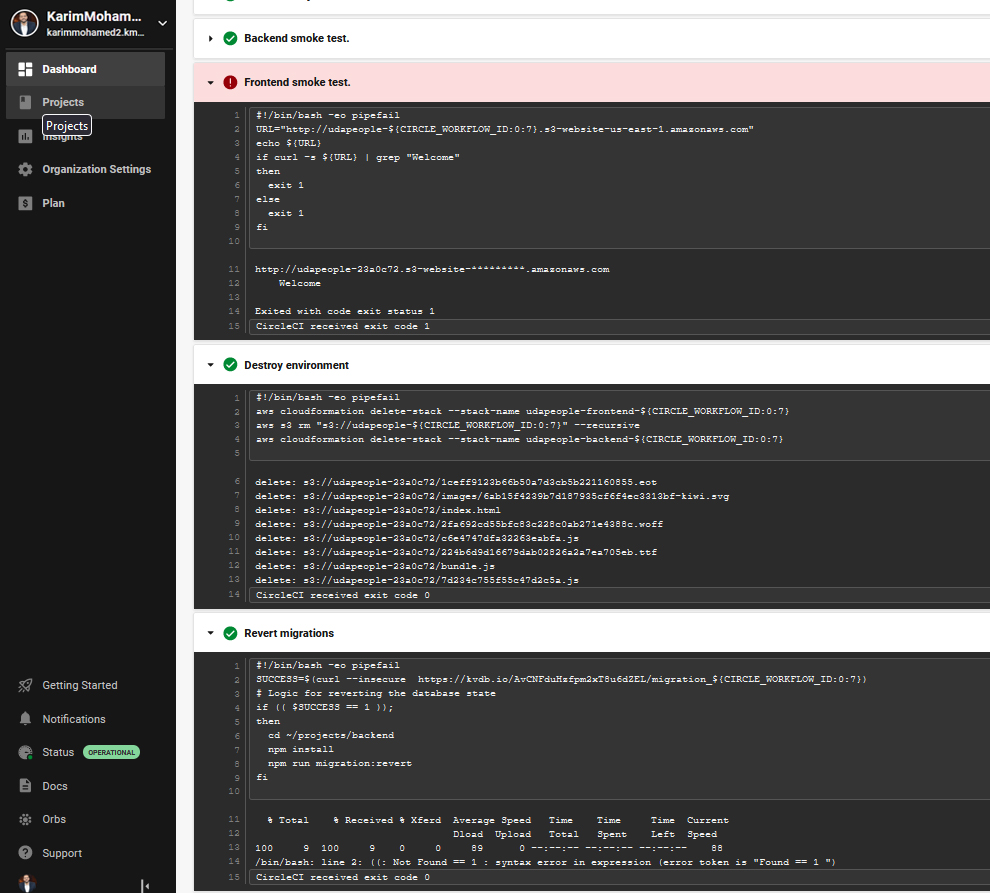 KarimMoham...
karimmohamed2.km...
Dashboard
Projects
Projects
Insights
Organization Settings
Plan
Getting Started
Notifications
Status OPERATIONAL
Docs
Orbs
Support
Backend smoke test.
Frontend smoke test.
1 #!/bin/bash -eo pipefail
2 URL="http://udapeople-${CIRCLE_WORKFLOW_ID:0:7}.s3-website-us-east-1.amazonaws.com"
3 echo ${URL}
4 if curl -s ${URL} | grep "Welcome"
5 then
6   exit 1
7 else
8   exit 1
9 fi
10
11 http://udapeople-23a0c72.s3-website-*********.amazonaws.com
12     Welcome
13
14 Exited with code exit status 1
15 CircleCI received exit code 1
Destroy environment
1 #!/bin/bash -eo pipefail
2 aws cloudformation delete-stack --stack-name udapeople-frontend-${CIRCLE_WORKFLOW_ID:0:7}
3 aws s3 rm "s3://udapeople-${CIRCLE_WORKFLOW_ID:0:7}" --recursive
4 aws cloudformation delete-stack --stack-name udapeople-backend-${CIRCLE_WORKFLOW_ID:0:7}
5
6 delete: s3://udapeople-23a0c72/1ceff9123b66b50a7d3cb5b221160855.eot
7 delete: s3://udapeople-23a0c72/images/6ab15f4239b7d187935cf6f4ec3313bf-kiwi.svg
8 delete: s3://udapeople-23a0c72/index.html
9 delete: s3://udapeople-23a0c72/2fa692cd55bfc83c228c0ab271e4388c.woff
10 delete: s3://udapeople-23a0c72/c6e4747dfa32263eabfa.js
11 delete: s3://udapeople-23a0c72/224b6d9d16679dab02826a2a7ea705eb.ttf
12 delete: s3://udapeople-23a0c72/bundle.js
13 delete: s3://udapeople-23a0c72/7d234c755f55c47d2c5a.js
14 CircleCI received exit code 0
Revert migrations
1 #!/bin/bash -eo pipefail
2 SUCCESS=$(curl --insecure  https://kvdb.io/AvCNFduHzfpm2xT8u6dZEL/migration_${CIRCLE_WORKFLOW_ID:0:7})
3 # Logic for reverting the database state
4 if (( $SUCCESS == 1 ));
5 then
6   cd ~/projects/backend
7   npm install
8   npm run migration:revert
9 fi
10
11   % Total    % Received % Xferd  Average Speed   Time    Time     Time  Current
12                                  Dload  Upload   Total   Spent    Left  Speed
13 100     9  100     9    0     0     89      0 --:--:-- --:--:-- --:--:--    88
14 /bin/bash: line 2: ((: Not Found == 1 : syntax error in expression (error token is "Found == 1 ")
15 CircleCI received exit code 0